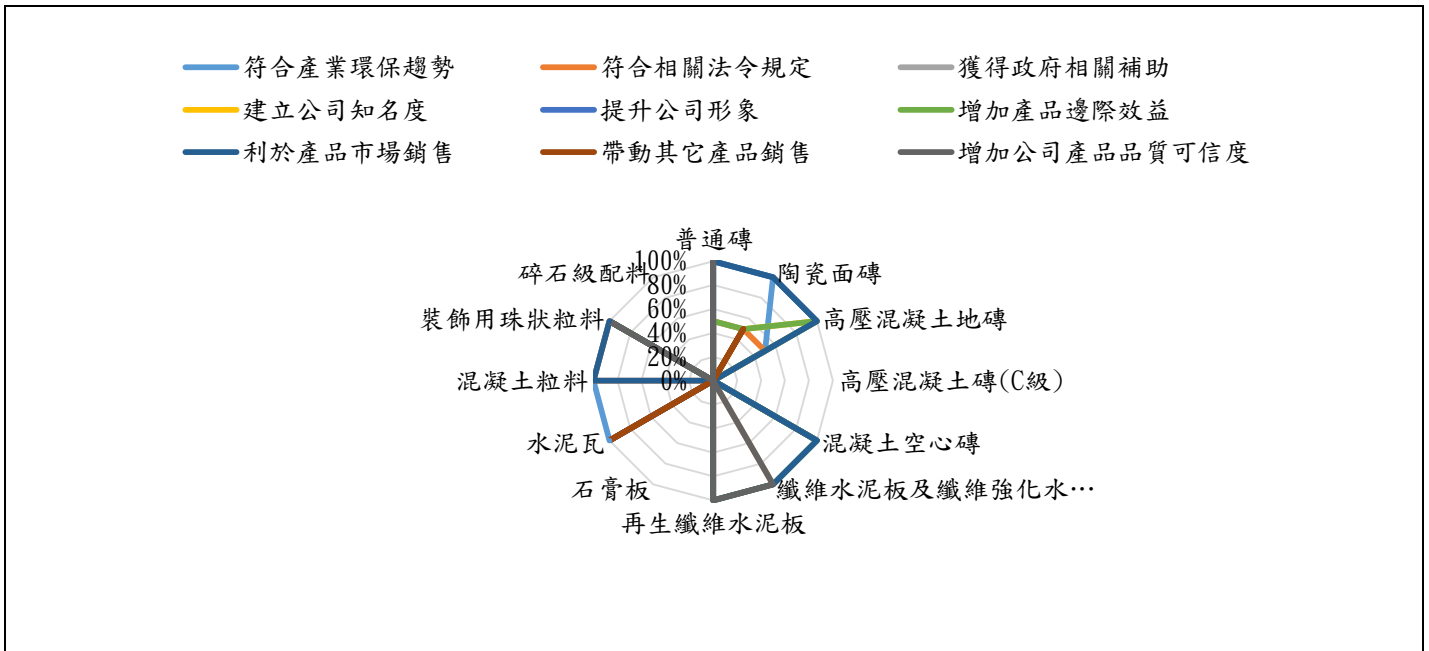 符合產業環保趨勢 符合相關法令規定 獲得政府相關補助
建立公司知名度 提升公司形象 增加產品邊際效益
利於產品市場銷售 帶動其它產品銷售 增加公司產品品質可信度
普通磚
100%
碎石級配料
陶瓷面磚
80%
60%
裝飾用珠狀粒料
高壓混凝土地磚
40%
20%
混凝土粒料
0%
高壓混凝土磚(C級)
水泥瓦
混凝土空心磚
石膏板
纖維水泥板及纖維強化水…
再生纖維水泥板